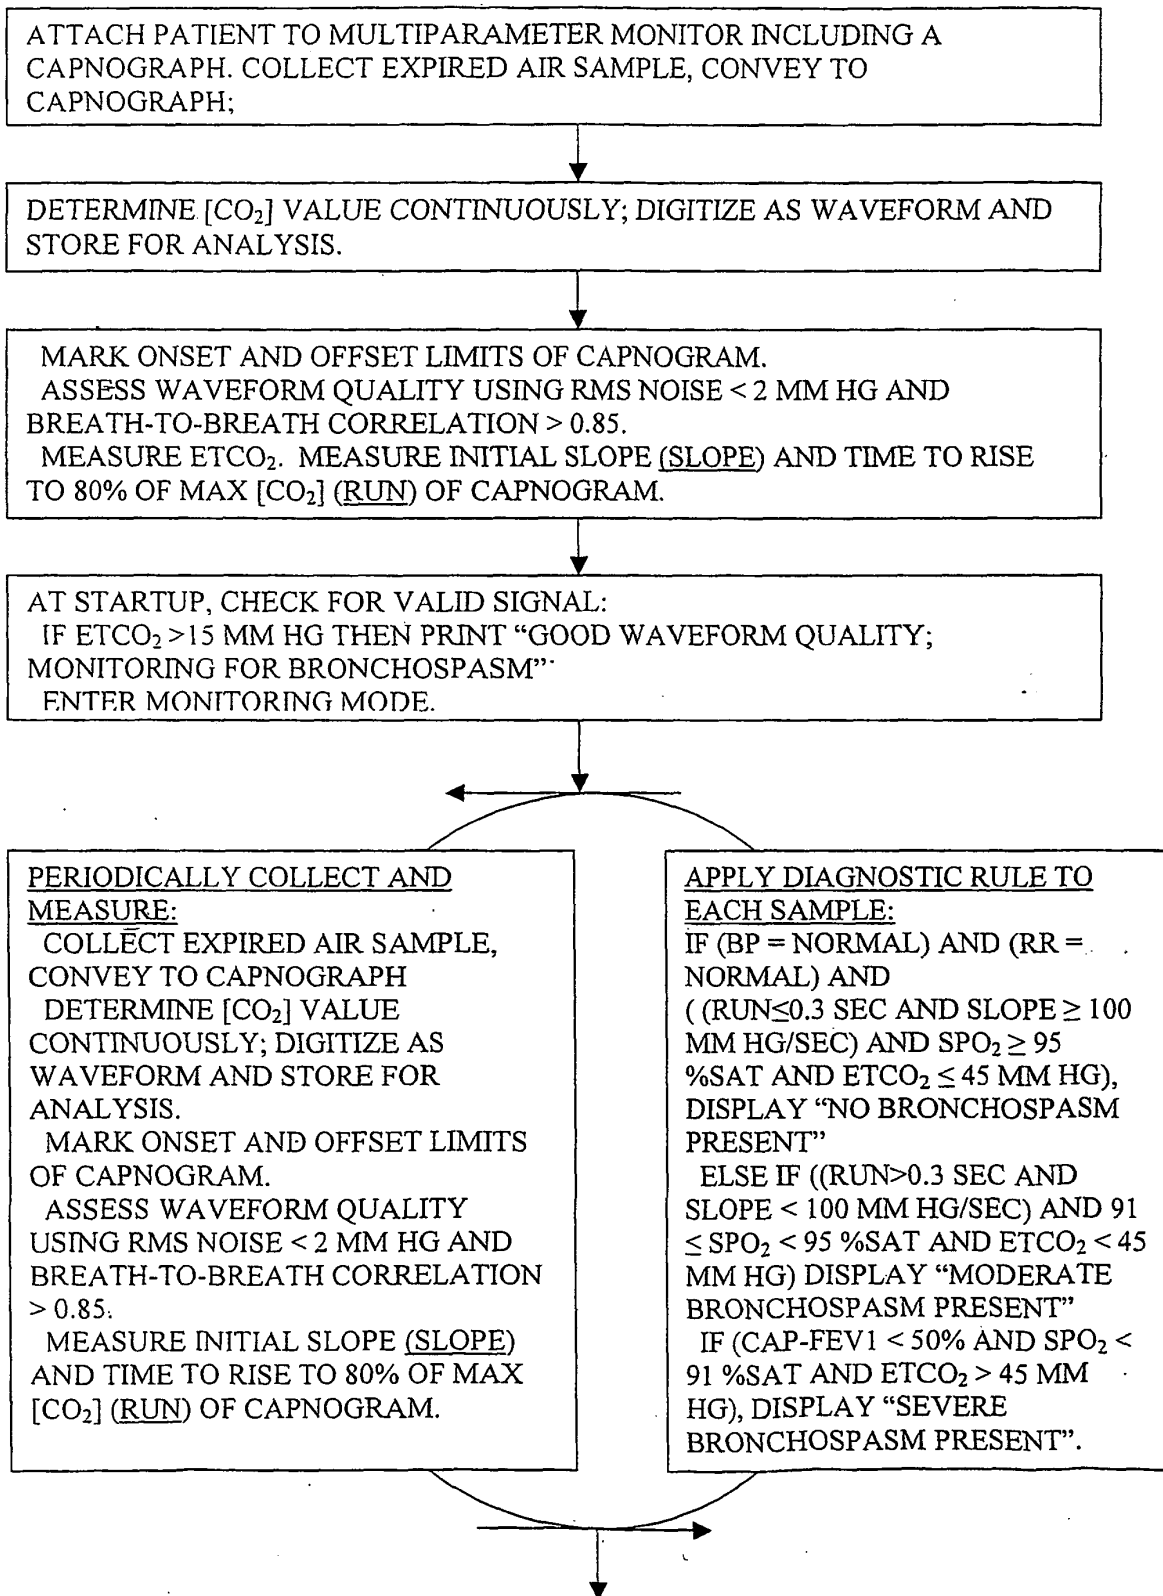 ATTACH PATIENT TO MULTIPARAMETER MONITOR INCLUDING A
CAPNOGRAPH. COLLECT EXPIRED AIR SAMPLE, CONVEY TO
CAPNOGRAPH;
DETERMINE [CO₂] VALUE CONTINUOUSLY; DIGITIZE AS WAVEFORM AND
STORE FOR ANALYSIS.
MARK ONSET AND OFFSET LIMITS OF CAPNOGRAM.
ASSESS WAVEFORM QUALITY USING RMS NOISE < 2 MM HG AND
BREATH-TO-BREATH CORRELATION > 0.85.
MEASURE ETCO₂. MEASURE INITIAL SLOPE (SLOPE) AND TIME TO RISE
TO 80% OF MAX [CO₂] (RUN) OF CAPNOGRAM.
AT STARTUP, CHECK FOR VALID SIGNAL:
IF ETCO₂ >15 MM HG THEN PRINT “GOOD WAVEFORM QUALITY;
MONITORING FOR BRONCHOSPASM”
ENTER MONITORING MODE.
PERIODICALLY COLLECT AND
MEASURE:
COLLECT EXPIRED AIR SAMPLE,
CONVEY TO CAPNOGRAPH
DETERMINE [CO₂] VALUE
CONTINUOUSLY; DIGITIZE AS
WAVEFORM AND STORE FOR
ANALYSIS.
MARK ONSET AND OFFSET LIMITS
OF CAPNOGRAM.
ASSESS WAVEFORM QUALITY
USING RMS NOISE < 2 MM HG AND
BREATH-TO-BREATH CORRELATION
> 0.85.
MEASURE INITIAL SLOPE (SLOPE)
AND TIME TO RISE TO 80% OF MAX
[CO₂] (RUN) OF CAPNOGRAM.
APPLY DIAGNOSTIC RULE TO
EACH SAMPLE:
IF (BP = NORMAL) AND (RR =
NORMAL) AND
( (RUN≤0.3 SEC AND SLOPE ≥ 100
MM HG/SEC) AND SPO₂ ≥ 95
%SAT AND ETCO₂ ≤ 45 MM HG),
DISPLAY “NO BRONCHOSPASM
PRESENT”
ELSE IF ((RUN>0.3 SEC AND
SLOPE < 100 MM HG/SEC) AND 91
≤ SPO₂ < 95 %SAT AND ETCO₂ < 45
MM HG) DISPLAY “MODERATE
BRONCHOSPASM PRESENT”
IF (CAP-FEV1 < 50% AND SPO₂ <
91 %SAT AND ETCO₂ > 45 MM
HG), DISPLAY “SEVERE
BRONCHOSPASM PRESENT”.